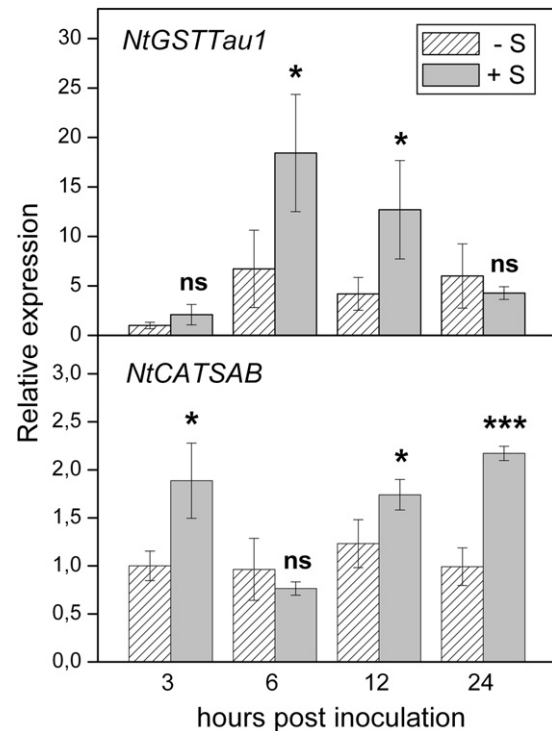 NtGSTTau1
- S
+ S
30
25
20
15
10
5
0
*
*
ns
ns
Relative expression
NtCATSAB
3,0
2,5
2,0
1,5
1,0
0,5
0,0
*
ns
*
***
3 6 12 24
hours post inoculation